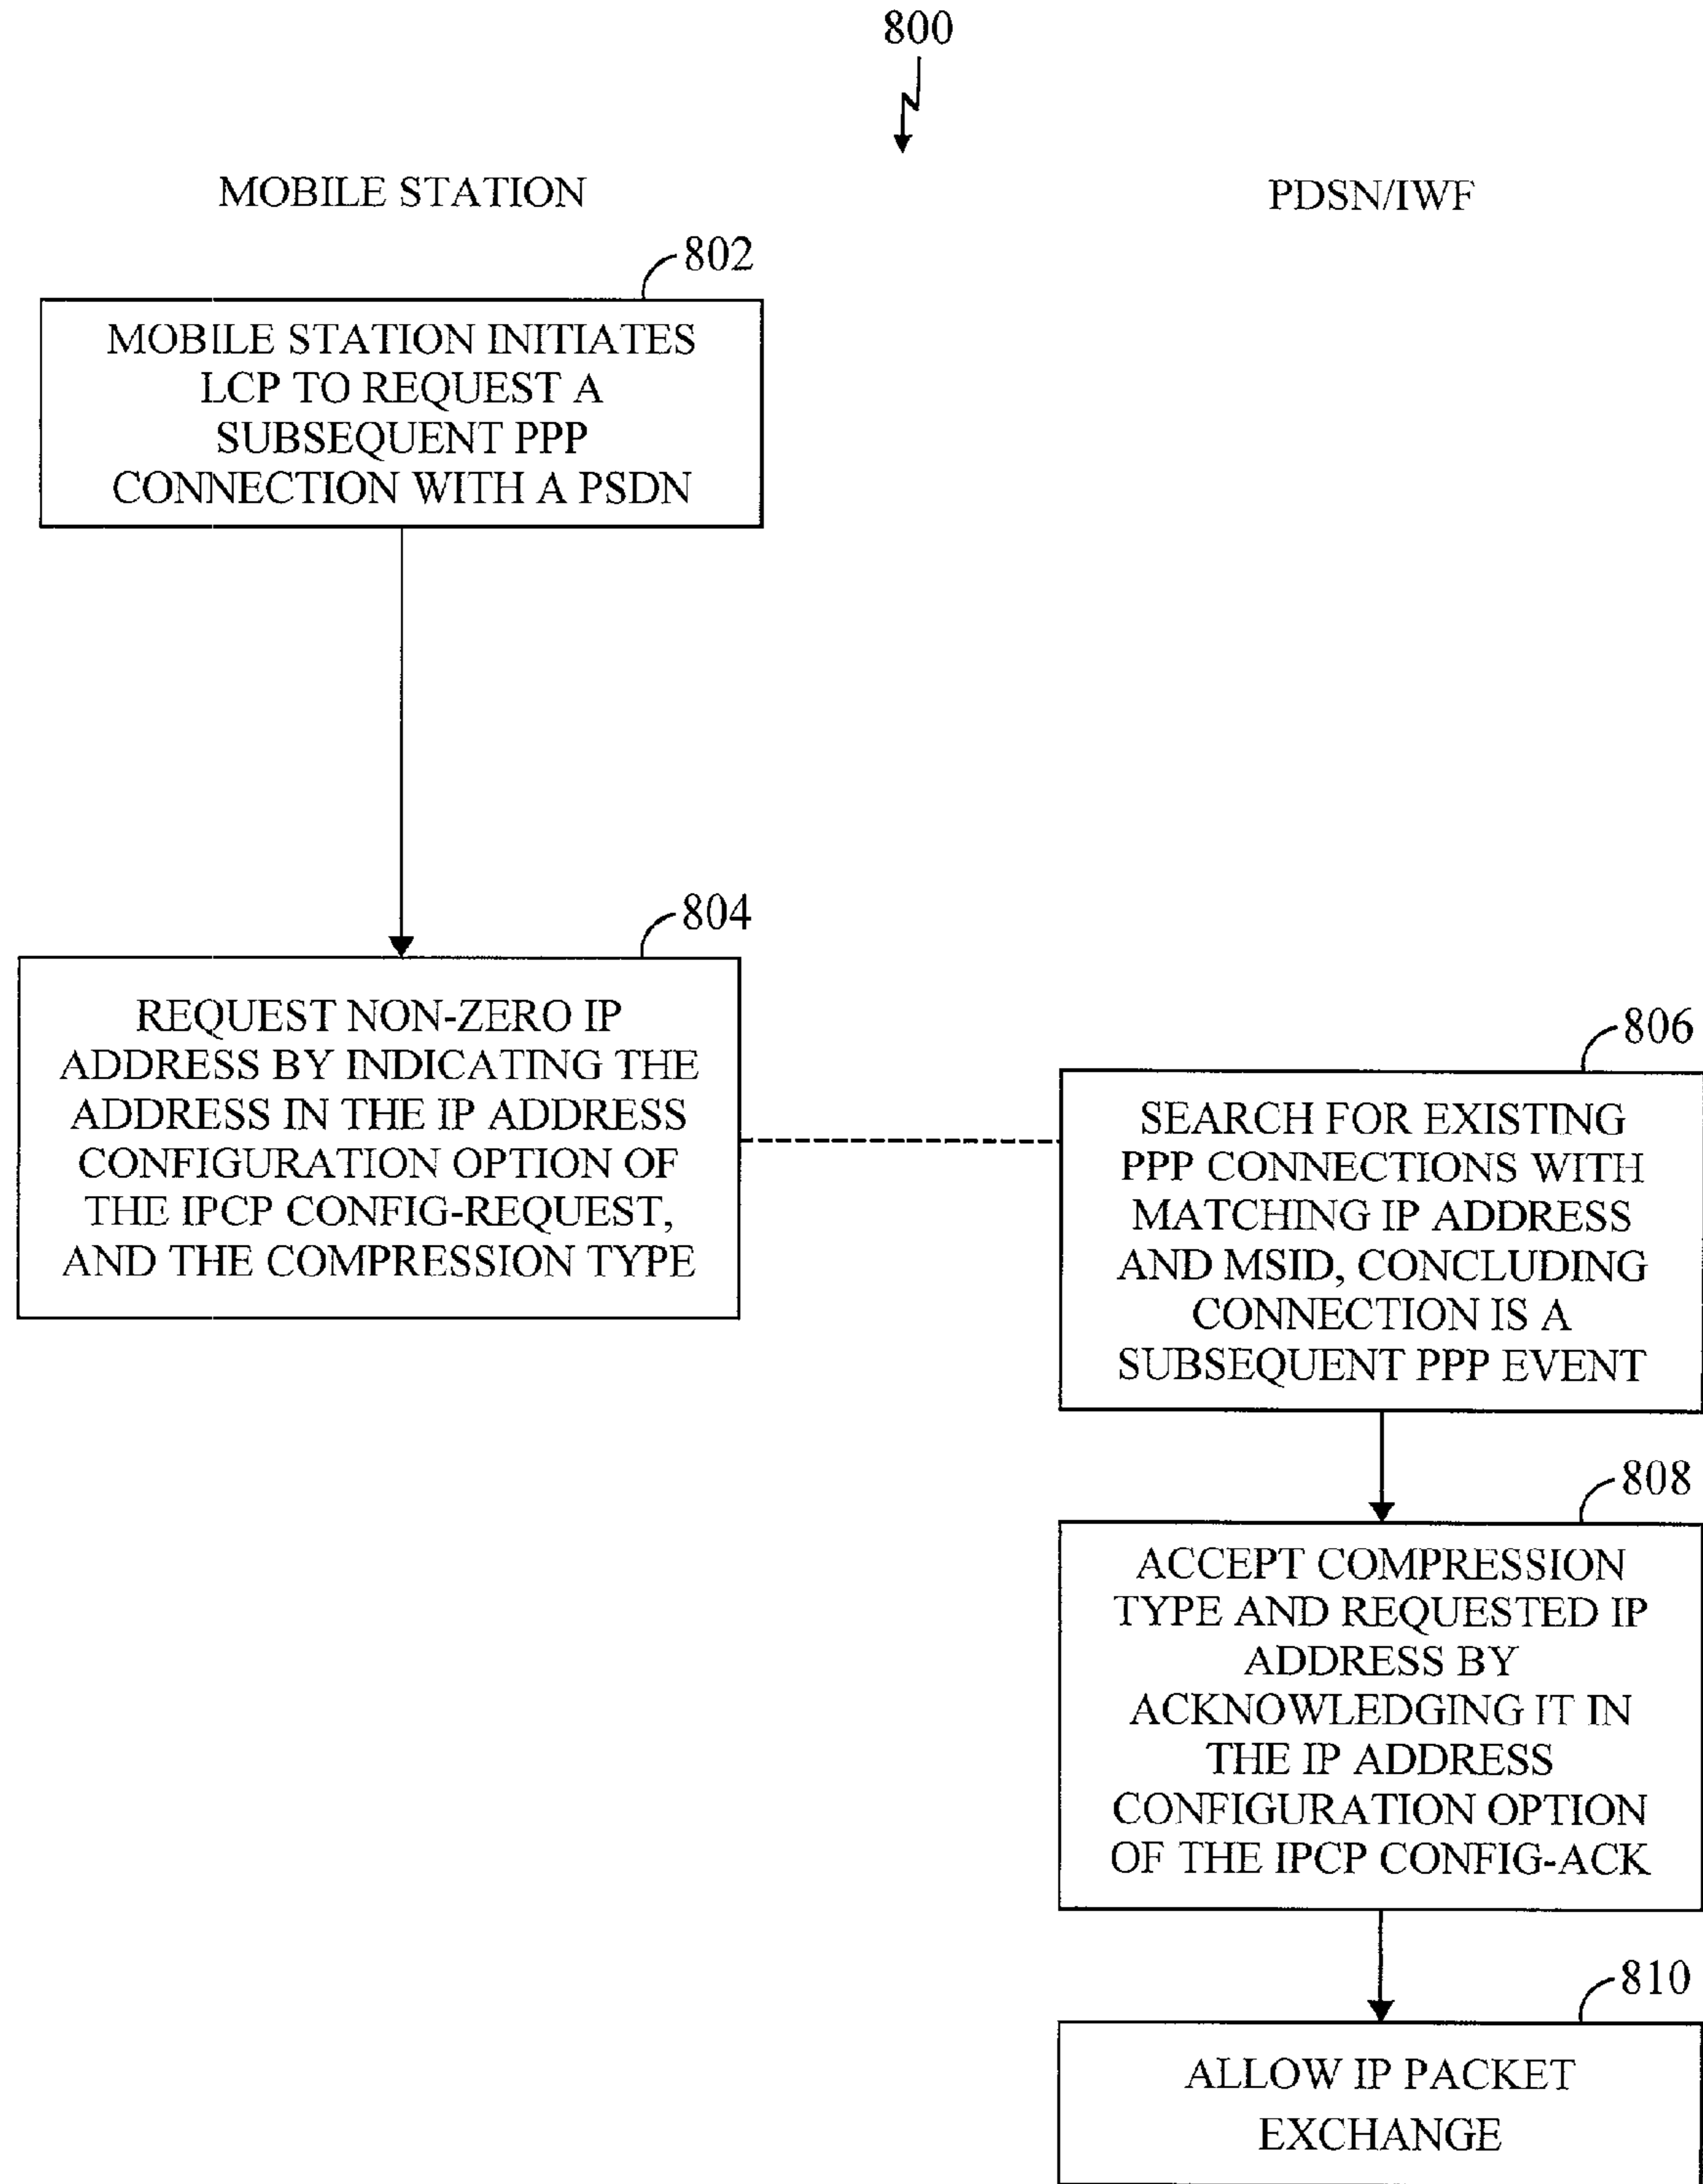 800
MOBILE STATION
PDSN/IWF
802
MOBILE STATION INITIATES
LCP TO REQUEST A
SUBSEQUENT PPP
CONNECTION WITH A PSDN
804
REQUEST NON-ZERO IP
ADDRESS BY INDICATING THE
ADDRESS IN THE IP ADDRESS
CONFIGURATION OPTION OF
THE IPCP CONFIG-REQUEST,
AND THE COMPRESSION TYPE
806
SEARCH FOR EXISTING
PPP CONNECTIONS WITH
MATCHING IP ADDRESS
AND MSID, CONCLUDING
CONNECTION IS A
SUBSEQUENT PPP EVENT
808
ACCEPT COMPRESSION
TYPE AND REQUESTED IP
ADDRESS BY
ACKNOWLEDGING IT IN
THE IP ADDRESS
CONFIGURATION OPTION
OF THE IPCP CONFIG-ACK
810
ALLOW IP PACKET
EXCHANGE